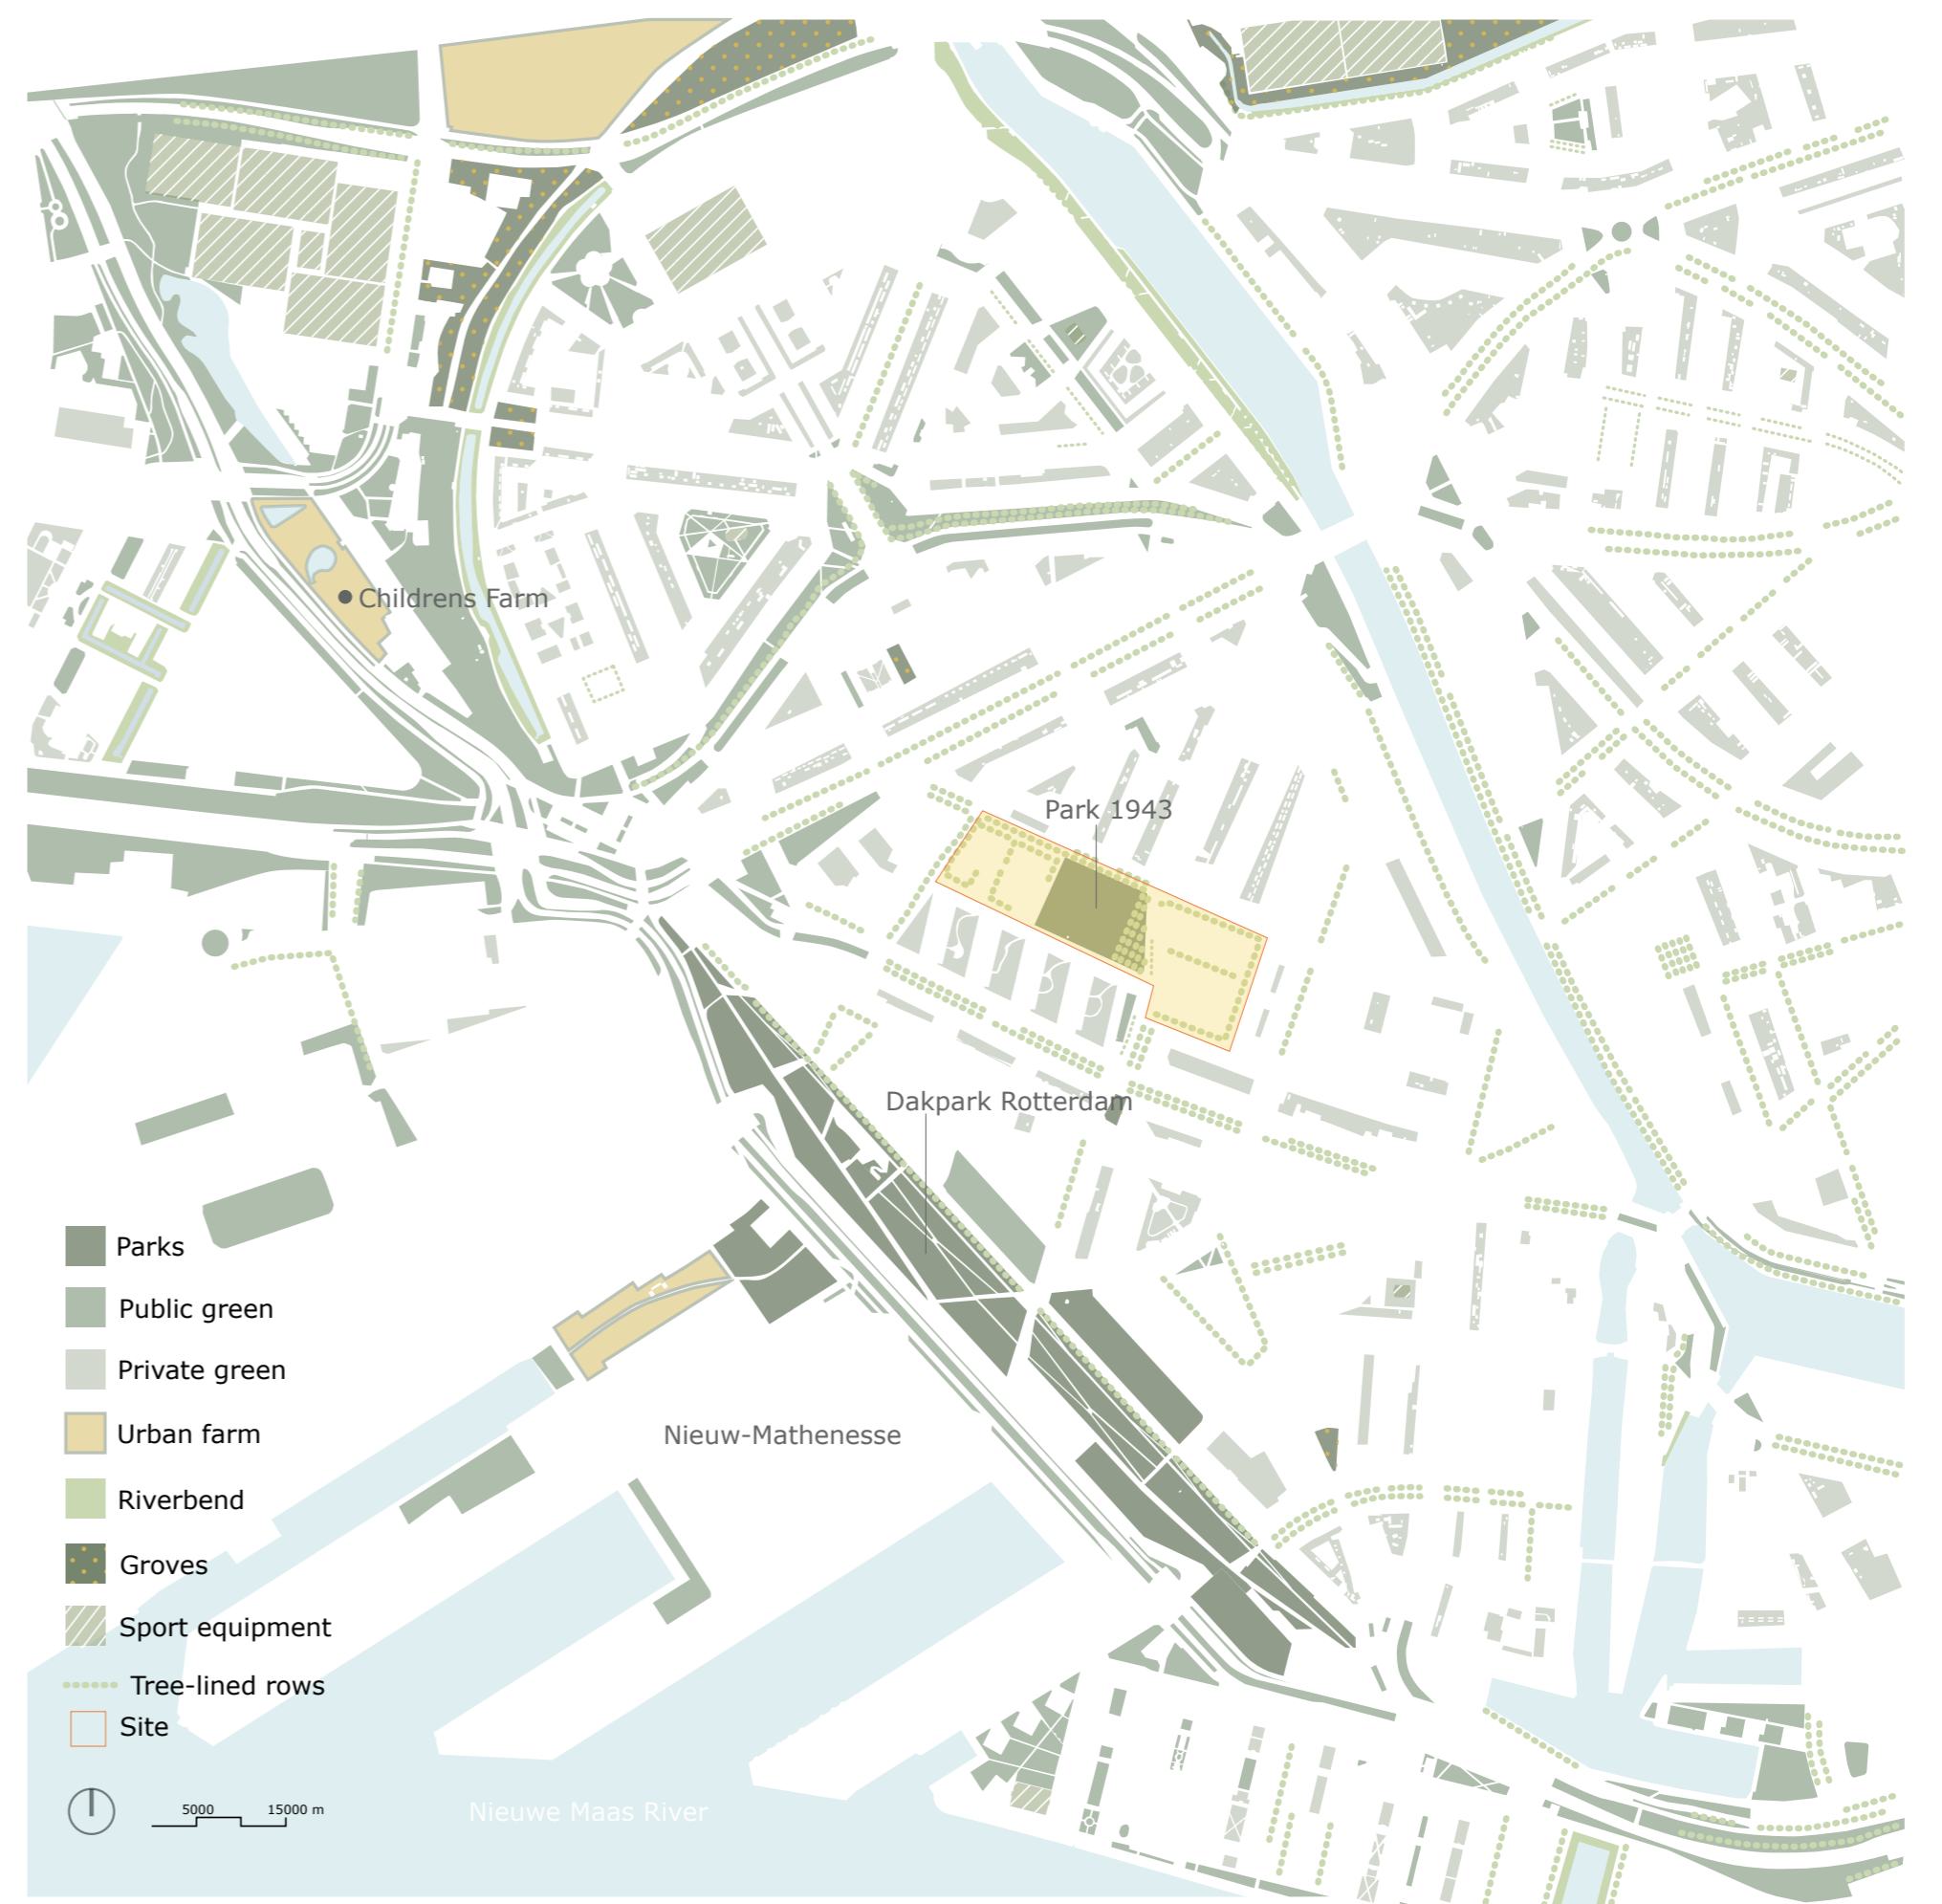 Childrens Farm
Park 1943
Dakpark Rotterdam
Nieuw-Mathenesse
Parks
Public green
Private green
Urban farm
Riverbend
Groves
Sport equipment
Tree-lined rows
Site
5000 15000 m
Nieuwe Maas River